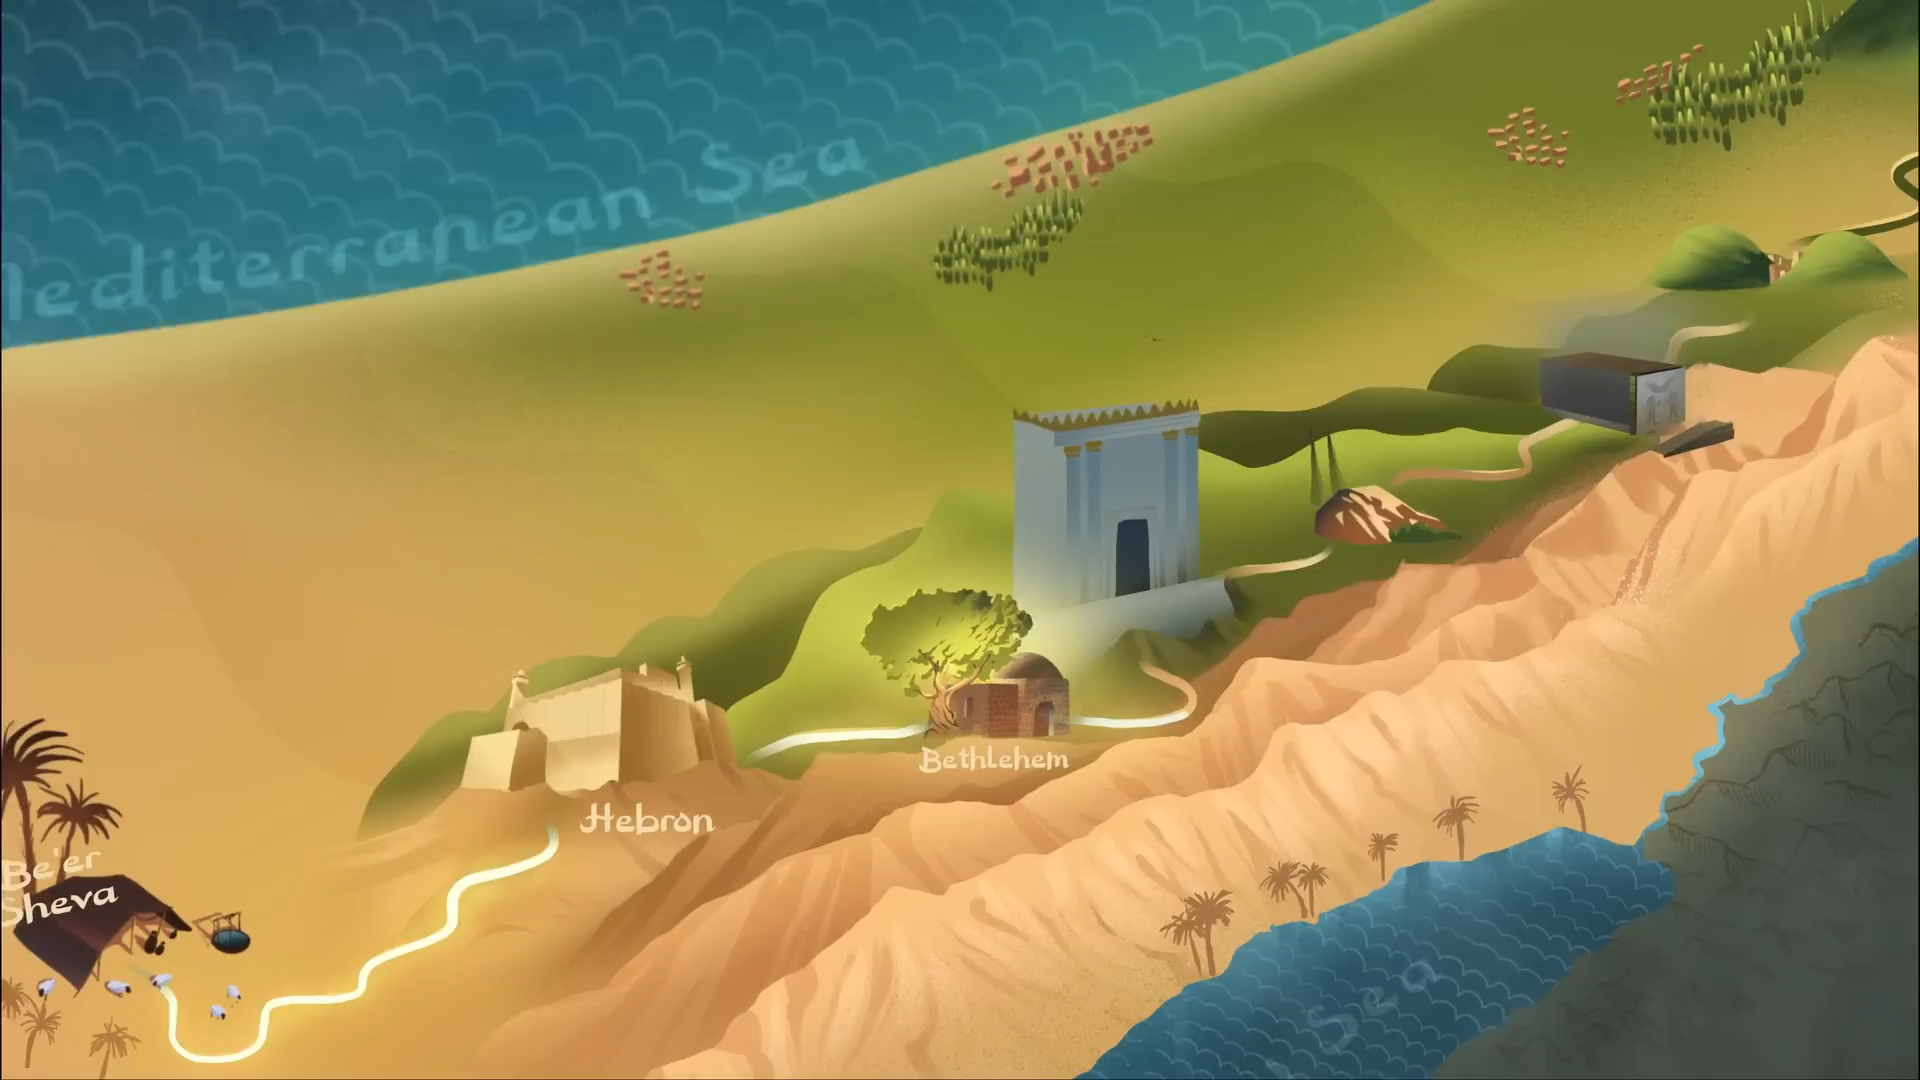 Mediterranean Sea
Bethlehem
Hebron
Be'er
Sheva
Sea